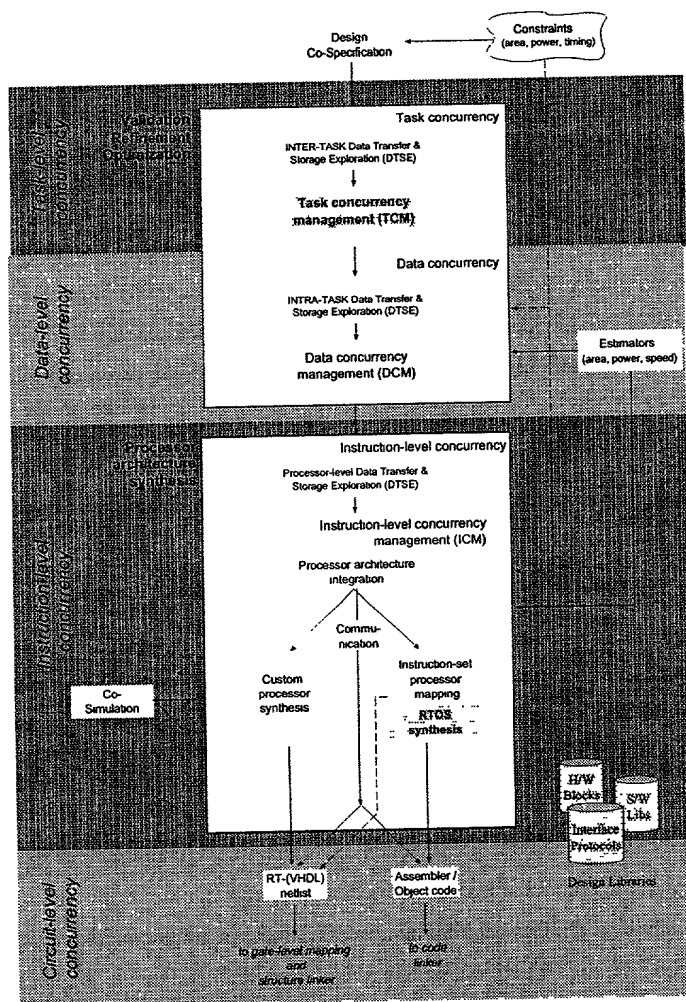 Design
Co-Specification
Constraints
(area, power, timing)
Task-level
concurrency
Validation
Refinement
Optimization
Task concurrency
INTER-TASK Data Transfer &
Storage Exploration (DTSE)
Task concurrency
management (TCM)
Data-level
concurrency
Data concurrency
INTRA-TASK Data Transfer &
Storage Exploration (DTSE)
Data concurrency
management (DCM)
Estimators
(area, power, speed)
Instruction-level
concurrency
Processor
architecture
synthesis
Instruction-level concurrency
Processor-level Data Transfer &
Storage Exploration (DTSE)
Instruction-level concurrency
management (ICM)
Processor architecture
integration
Commu-
nication
Custom
processor
synthesis
Instruction-set
processor
mapping
RTOS
synthesis
Co-
Simulation
H/W
Blocks
S/W
Libs
Interface
Protocols
Design Libraries
Circuit-level
concurrency
RT-(VHDL)
netlist
Assembler /
Object code
to gate-level mapping
and
structure linker
to code
linker